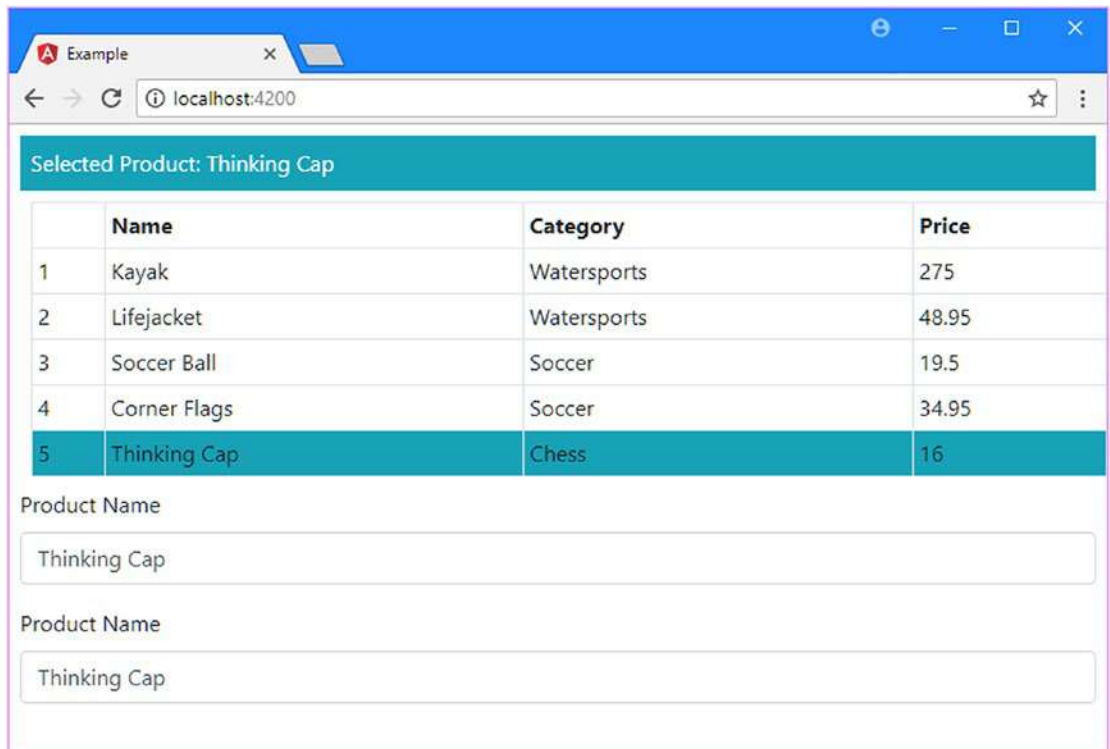 Example
localhost:4200
Selected Product: Thinking Cap
Name Category Price
1 Kayak Watersports 275
2 Lifejacket Watersports 48.95
3 Soccer Ball Soccer 19.5
4 Corner Flags Soccer 34.95
5 Thinking Cap Chess 16
Product Name
Thinking Cap
Product Name
Thinking Cap